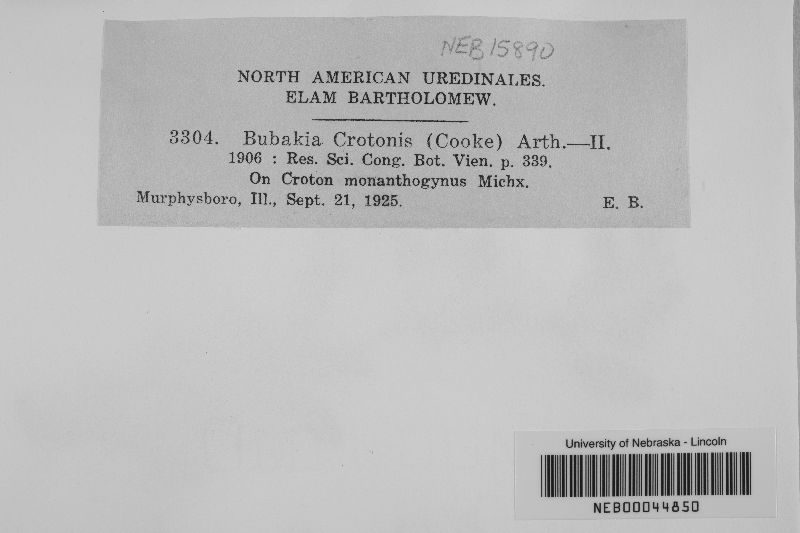 NEB 15890
NORTH AMERICAN UREDINALES.
ELAM BARTHOLOMEW.
3304. Bubakia Crotonis (Cooke) Arth.—II.
1906 : Res. Sci. Cong. Bot. Vien. p. 339.
On Croton monanthogynus Michx.
Murphysboro, Ill., Sept. 21, 1925. E. B.
University of Nebraska - Lincoln
NEB00044850